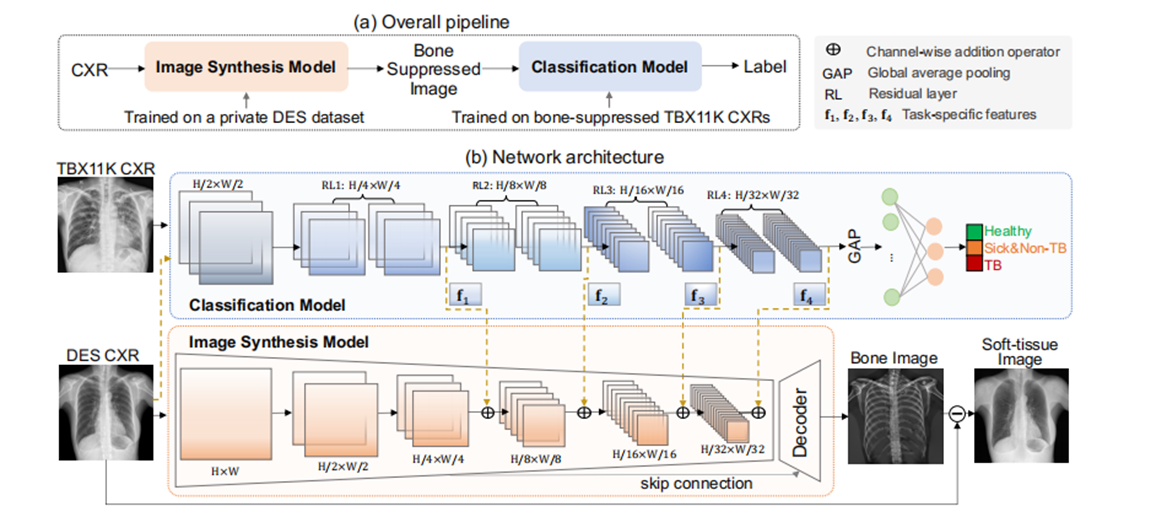 (a) Overall pipeline
CXR
Image Synthesis Model
Bone
Suppressed
Image
Classification Model
Label
Trained on a private DES dataset
Trained on bone-suppressed TBX11K CXRs
⊕ Channel-wise addition operator
GAP Global average pooling
RL Residual layer
f₁, f₂, f₃, f₄ Task-specific features
(b) Network architecture
TBX11K CXR
H/2×W/2
RL1: H/4×W/4
RL2: H/8×W/8
RL3: H/16×W/16
RL4: H/32×W/32
GAP
...
Healthy
Sick&Non-TB
TB
f₁
f₂
f₃
f₄
Classification Model
Image Synthesis Model
DES CXR
H×W
H/2×W/2
H/4×W/4
H/8×W/8
H/16×W/16
H/32×W/32
Decoder
skip connection
Bone Image
Soft-tissue
Image